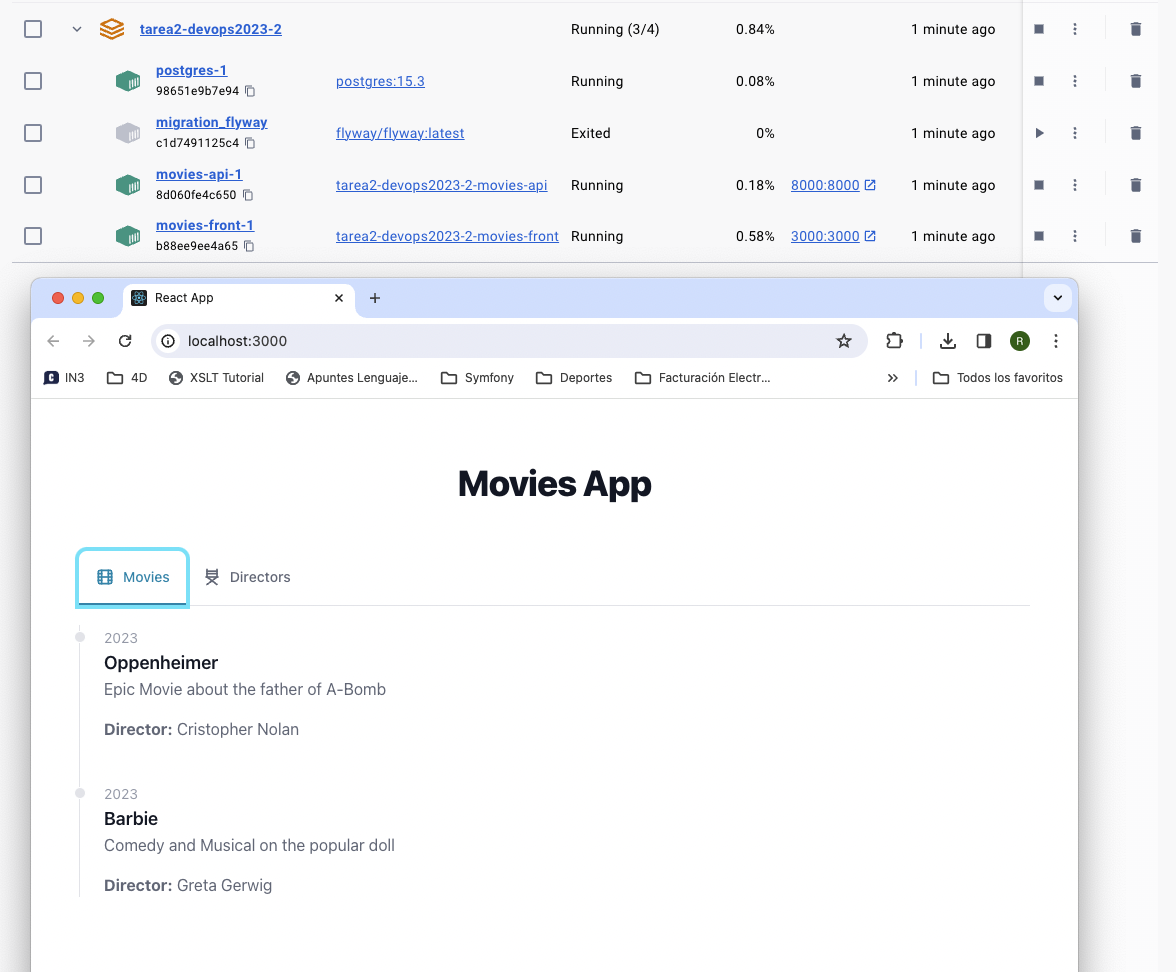 tarea2-devops2023-2 Running (3/4) 0.84% 1 minute ago
postgres-1
98651e9b7e94 postgres:15.3 Running 0.08% 1 minute ago
migration_flyway
c1d7491125c4 flyway/flyway:latest Exited 0% 1 minute ago
movies-api-1
8d060fe4c650 tarea2-devops2023-2-movies-api Running 0.18% 8000:8000 1 minute ago
movies-front-1
b88ee9ee4a65 tarea2-devops2023-2-movies-front Running 0.58% 3000:3000 1 minute ago
React App
localhost:3000 R
C IN3 4D XSLT Tutorial Apuntes Lenguaje... Symfony Deportes Facturación Electr... » Todos los favoritos
Movies App
Movies Directors
2023
Oppenheimer
Epic Movie about the father of A-Bomb
Director: Cristopher Nolan
2023
Barbie
Comedy and Musical on the popular doll
Director: Greta Gerwig